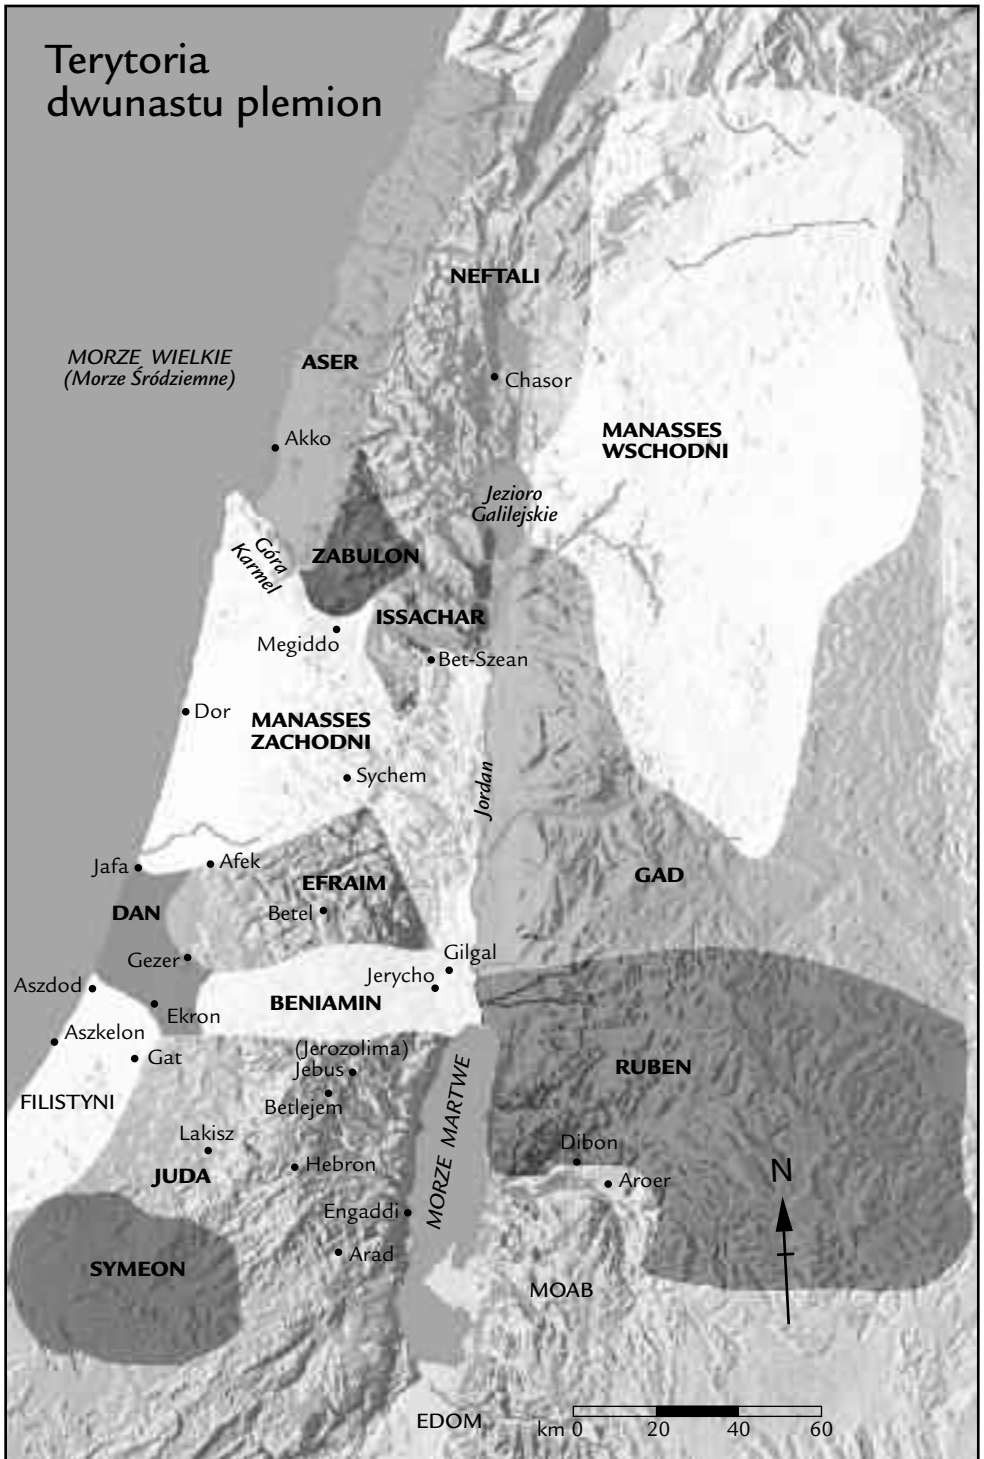 Terytoria
dwunastu plemion
NEFTALI
MORZE WIELKIE
(Morze Śródziemne)
ASER
Chasor
Akko
MANASSES
WSCHODNI
Jezioro
Galilejskie
Góra
Karmel
ZABULON
ISSACHAR
Megiddo
Bet-Szean
Dor
MANASSES
ZACHODNI
Sychem
Jordan
Jafa
Afek
EFRAIM
GAD
DAN
Betel
Gezer
Gilgal
Jerycho
Aszdod
BENIAMIN
Ekron
Aszkelon
Gat
(Jerozolima)
Jebus
RUBEN
FILISTYNI
Betlejem
MORZE MARTWE
Lakisz
Dibon
JUDA
Hebron
Aroer
N
Engaddi
Arad
SYMEON
MOAB
EDOM
km 0 20 40 60